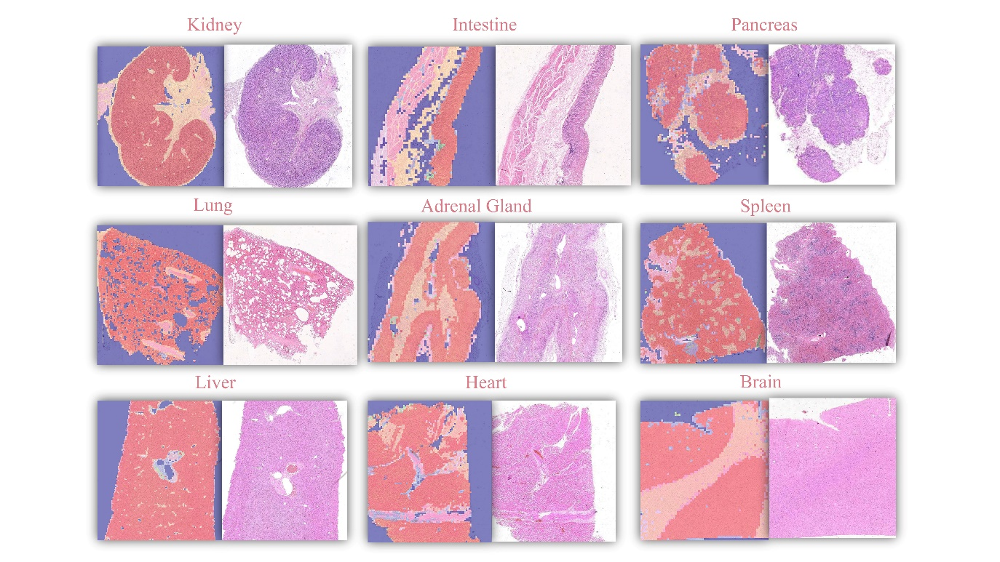 Kidney
Intestine
Pancreas
Lung
Adrenal Gland
Spleen
Liver
Heart
Brain